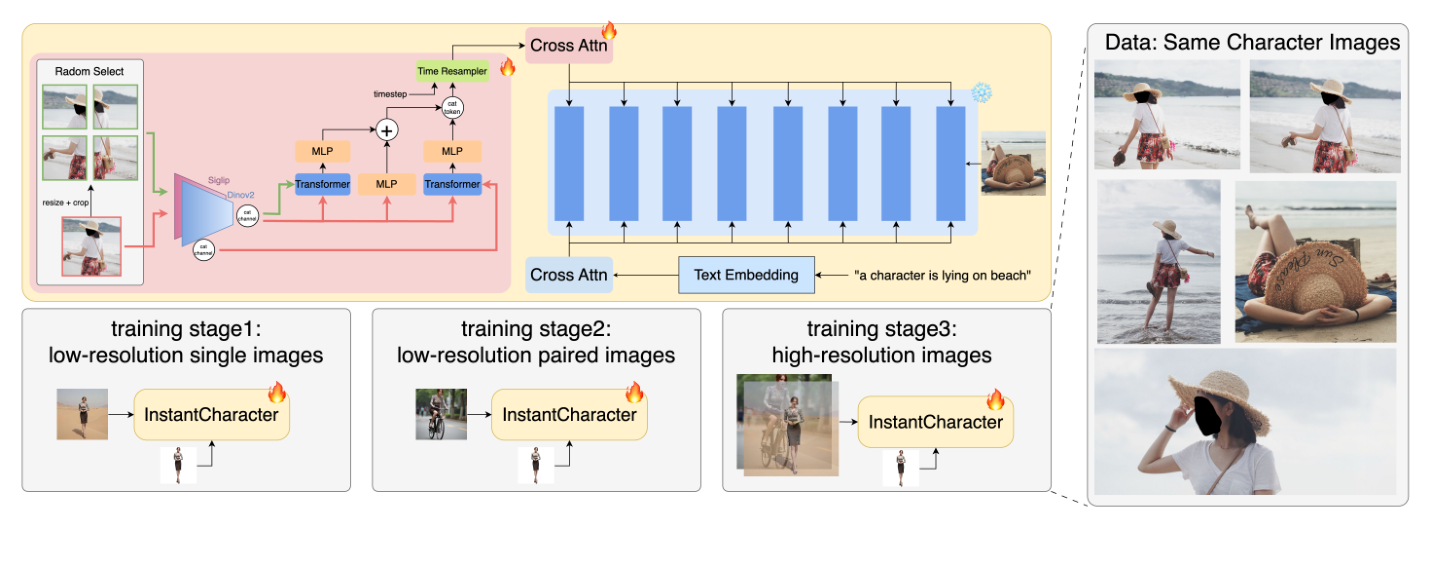 Radom Select
resize + crop
Siglip
Dinov2
cat
channel
cat
channel
Transformer
MLP
MLP
Transformer
MLP
+
cat
token
timestep
Time Resampler
Cross Attn
Cross Attn
Text Embedding
"a character is lying on beach"
training stage1:
low-resolution single images
InstantCharacter
training stage2:
low-resolution paired images
InstantCharacter
training stage3:
high-resolution images
InstantCharacter
Data: Same Character Images
Sun Please